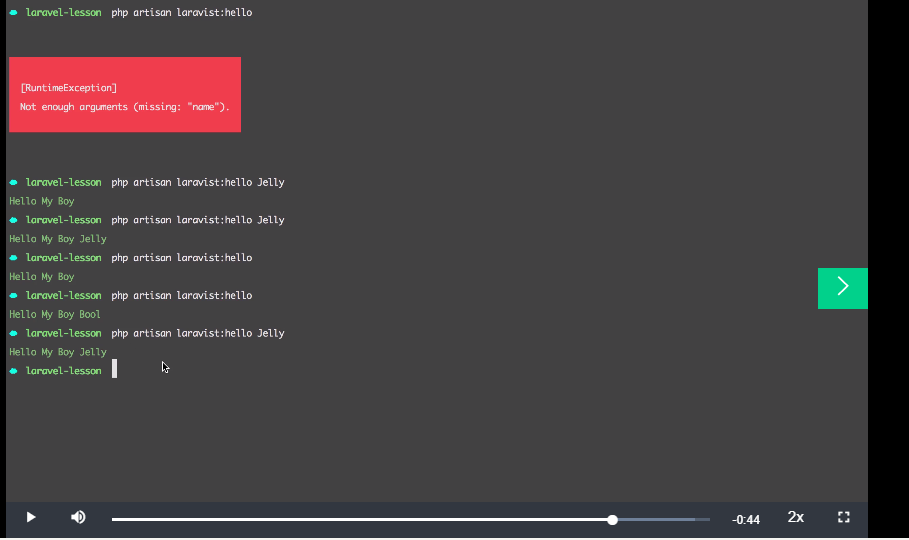 laravel-lesson php artisan laravist:hello
[RuntimeException]
Not enough arguments (missing: "name").
laravel-lesson php artisan laravist:hello Jelly
Hello My Boy
laravel-lesson php artisan laravist:hello Jelly
Hello My Boy Jelly
laravel-lesson php artisan laravist:hello
Hello My Boy
laravel-lesson php artisan laravist:hello
Hello My Boy Bool
laravel-lesson php artisan laravist:hello Jelly
Hello My Boy Jelly
laravel-lesson
-0:44 2x